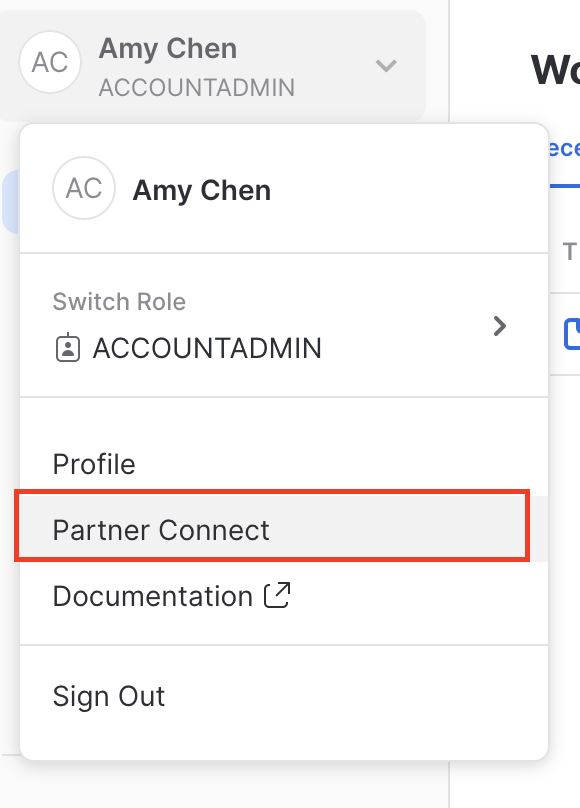 AC
Amy Chen
ACCOUNTADMIN
AC
Amy Chen
Switch Role
ACCOUNTADMIN
Profile
Partner Connect
Documentation
Sign Out
Wo
ece
T